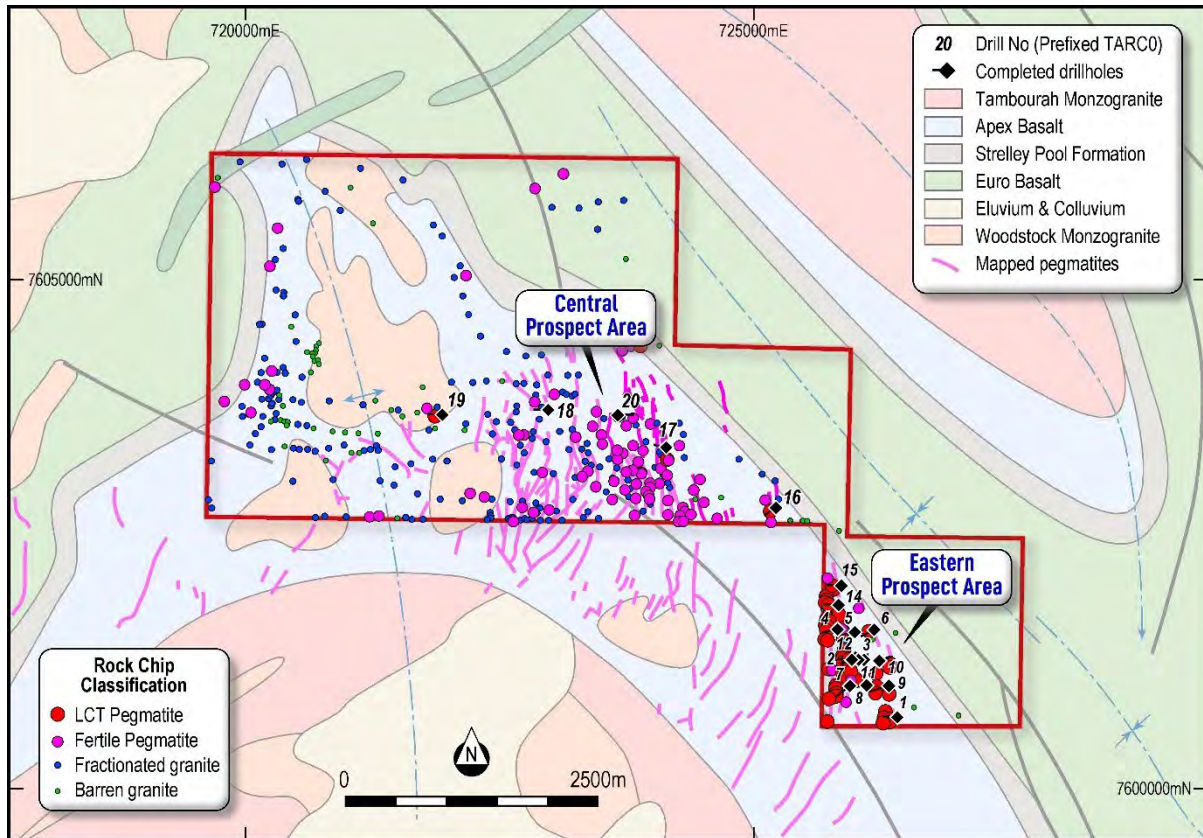 720000mE
725000mE
20 Drill No (Prefixed TARC0)
Completed drillholes
Tambourah Monzogranite
Apex Basalt
Strelley Pool Formation
Euro Basalt
Eluvium & Colluvium
Woodstock Monzogranite
Mapped pegmatites
7605000mN
Central
Prospect Area
19
18
20
17
16
Eastern
Prospect Area
15
14
4
5
6
12
3
2
10
7
11
9
8
1
Rock Chip
Classification
LCT Pegmatite
Fertile Pegmatite
Fractionated granite
Barren granite
N
0
2500m
7600000mN